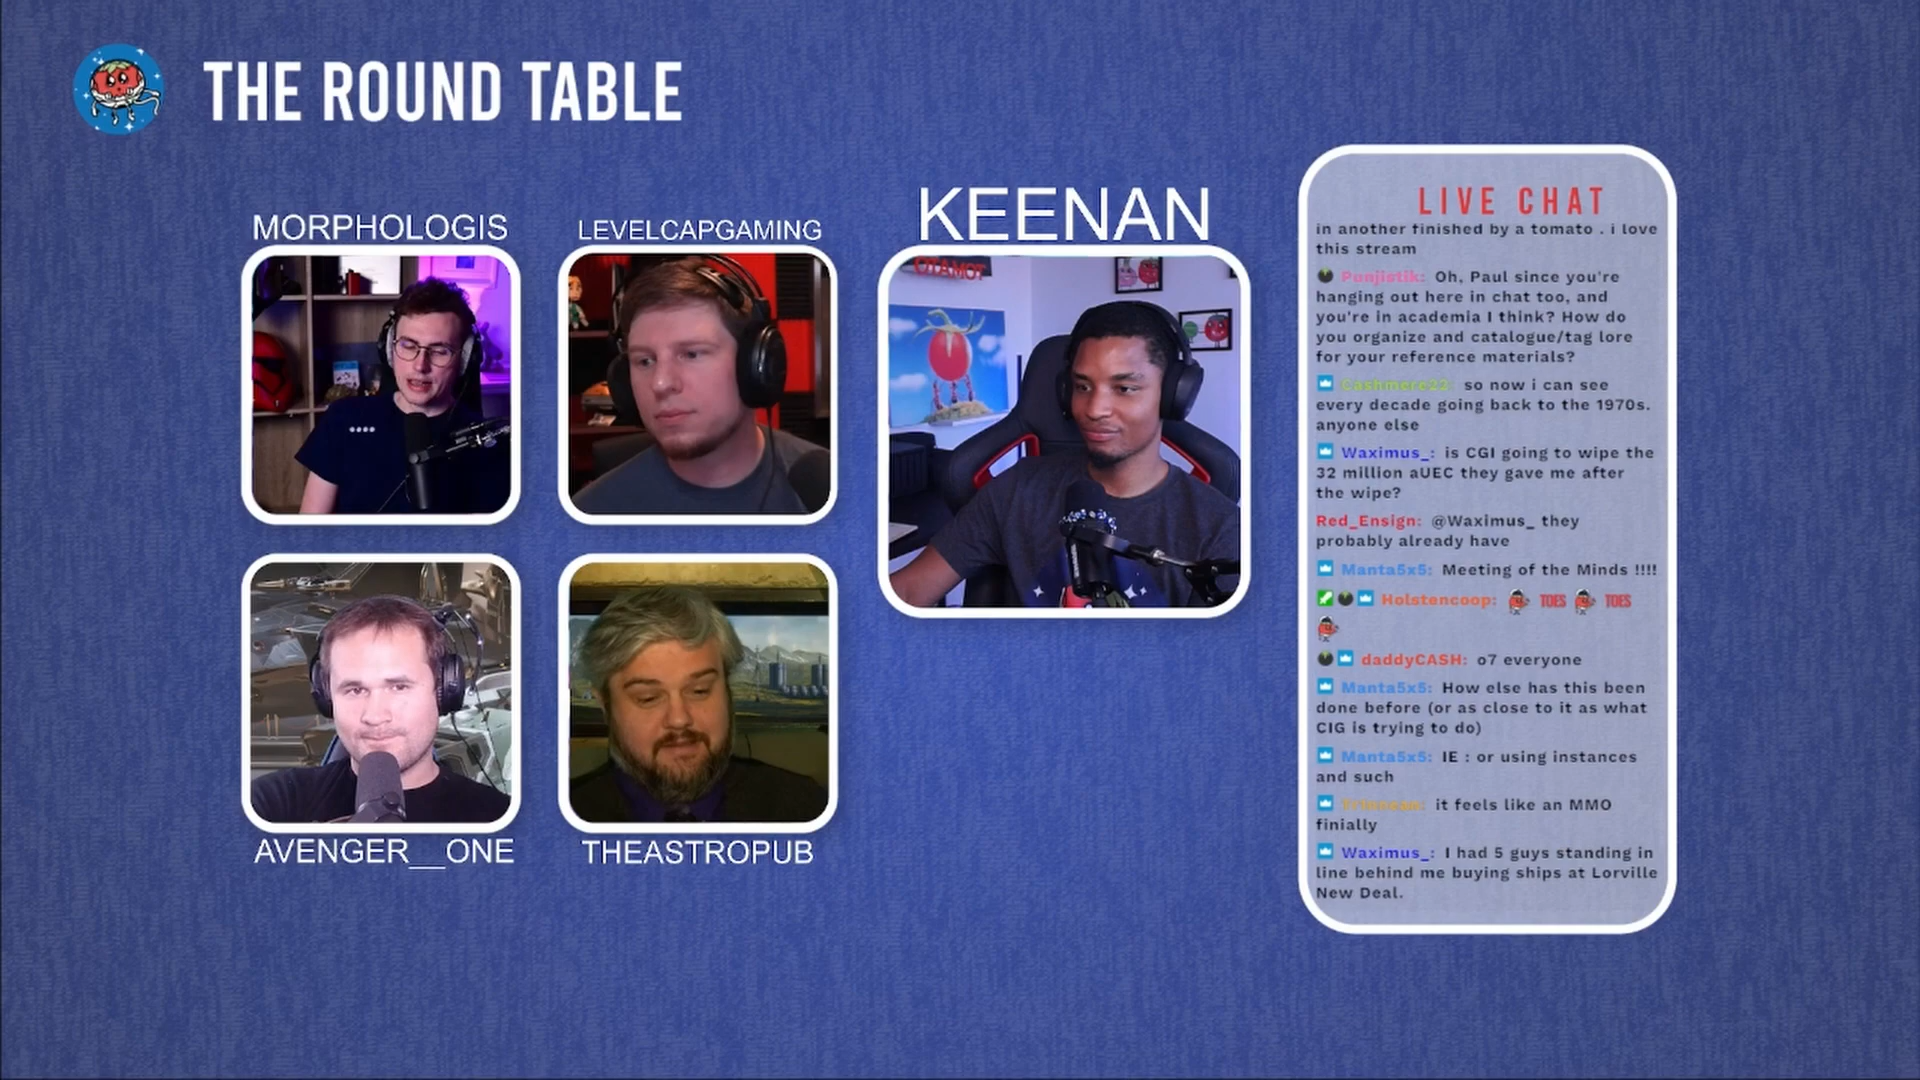 THE ROUND TABLE
MORPHOLOGIS
LEVELCAPGAMING
KEENAN
OTAMOT
AVENGER__ONE
THEASTROPUB
LIVE CHAT
in another finished by a tomato . i love
this stream
Oh, Paul since you're
hanging out here in chat too, and
you're in academia I think? How do
you organize and catalogue/tag lore
for your reference materials?
Cashmere22: so now i can see
every decade going back to the 1970s.
anyone else
Waximus_: is CGI going to wipe the
32 million aUEC they gave me after
the wipe?
Red_Ensign: @Waximus_ they
probably already have
Manta5x5: Meeting of the Minds !!!!
Holstencoop: TOES TOES
daddyCASH: o7 everyone
Manta5x5: How else has this been
done before (or as close to it as what
CIG is trying to do)
Manta5x5: IE : or using instances
and such
it feels like an MMO
finially
Waximus_: I had 5 guys standing in
line behind me buying ships at Lorville
New Deal.